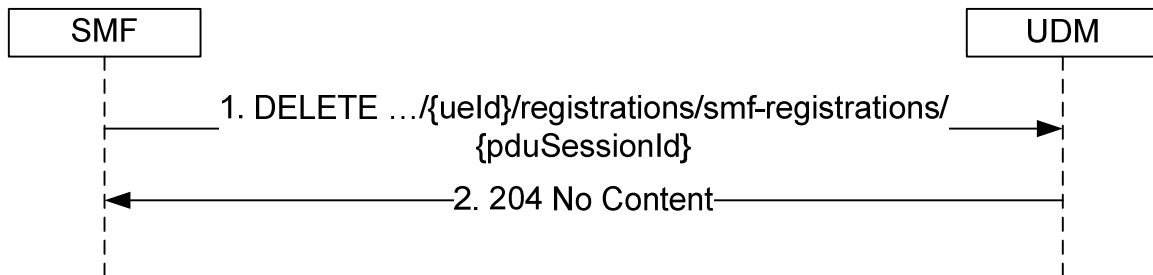 SMF
UDM
1. DELETE …/{ueId}/registrations/smf-registrations/
{pduSessionId}
2. 204 No Content